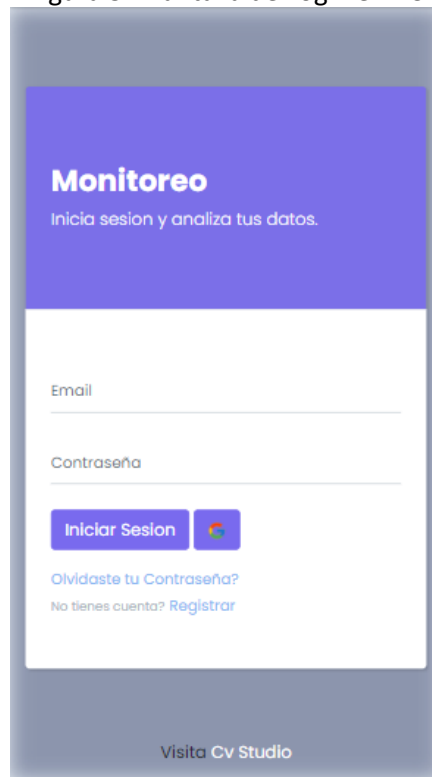 Monitoreo
Inicia sesion y analiza tus datos.
Email
Contraseña
Iniciar Sesion
Olvidaste tu Contraseña?
No tienes cuenta? Registrar
Visita Cv Studio